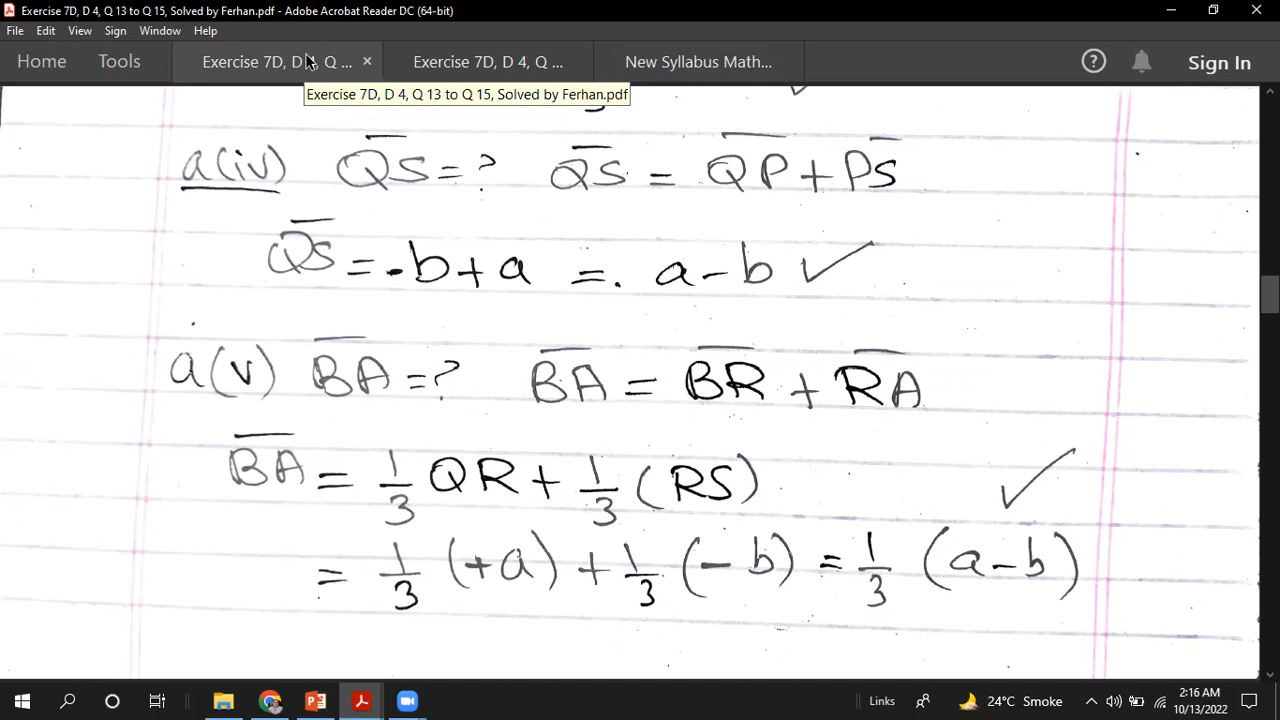 Exercise 7D, D 4, Q 13 to Q 15, Solved by Ferhan.pdf - Adobe Acrobat Reader DC (64-bit)
File Edit View Sign Window Help
Home Tools Exercise 7D, D 4, Q ... × Exercise 7D, D 4, Q ... New Syllabus Math... ? Sign In
Exercise 7D, D 4, Q 13 to Q 15, Solved by Ferhan.pdf
a(iv) QS = ? QS = QP + PS
QS = -b + a = . a - b ✓
a(v) BA = ? BA = BR + RA
BA = 1/3 QR + 1/3 (RS) ✓
= 1/3 (+a) + 1/3 (-b) = 1/3 (a - b)
Links 24°C Smoke 2:16 AM
10/13/2022